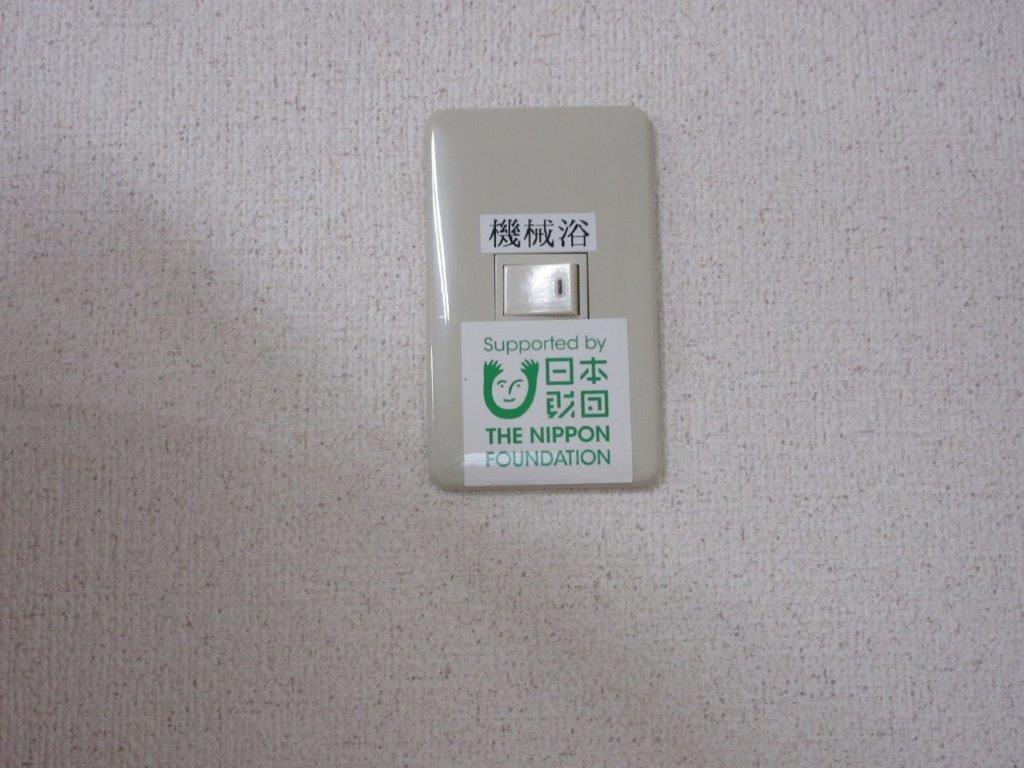 機械浴
Supported by
日本
財団
THE NIPPON
FOUNDATION